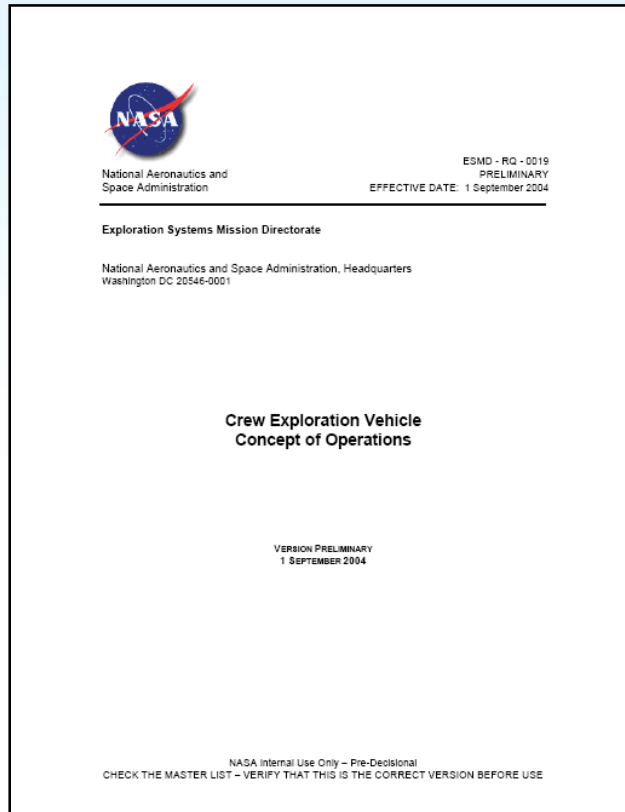 NASA
National Aeronautics and
Space Administration
ESMD - RQ - 0019
PRELIMINARY
EFFECTIVE DATE: 1 September 2004
Exploration Systems Mission Directorate
National Aeronautics and Space Administration, Headquarters
Washington DC 20546-0001
Crew Exploration Vehicle
Concept of Operations
VERSION PRELIMINARY
1 SEPTEMBER 2004
NASA Internal Use Only – Pre-Decisional
CHECK THE MASTER LIST – VERIFY THAT THIS IS THE CORRECT VERSION BEFORE USE